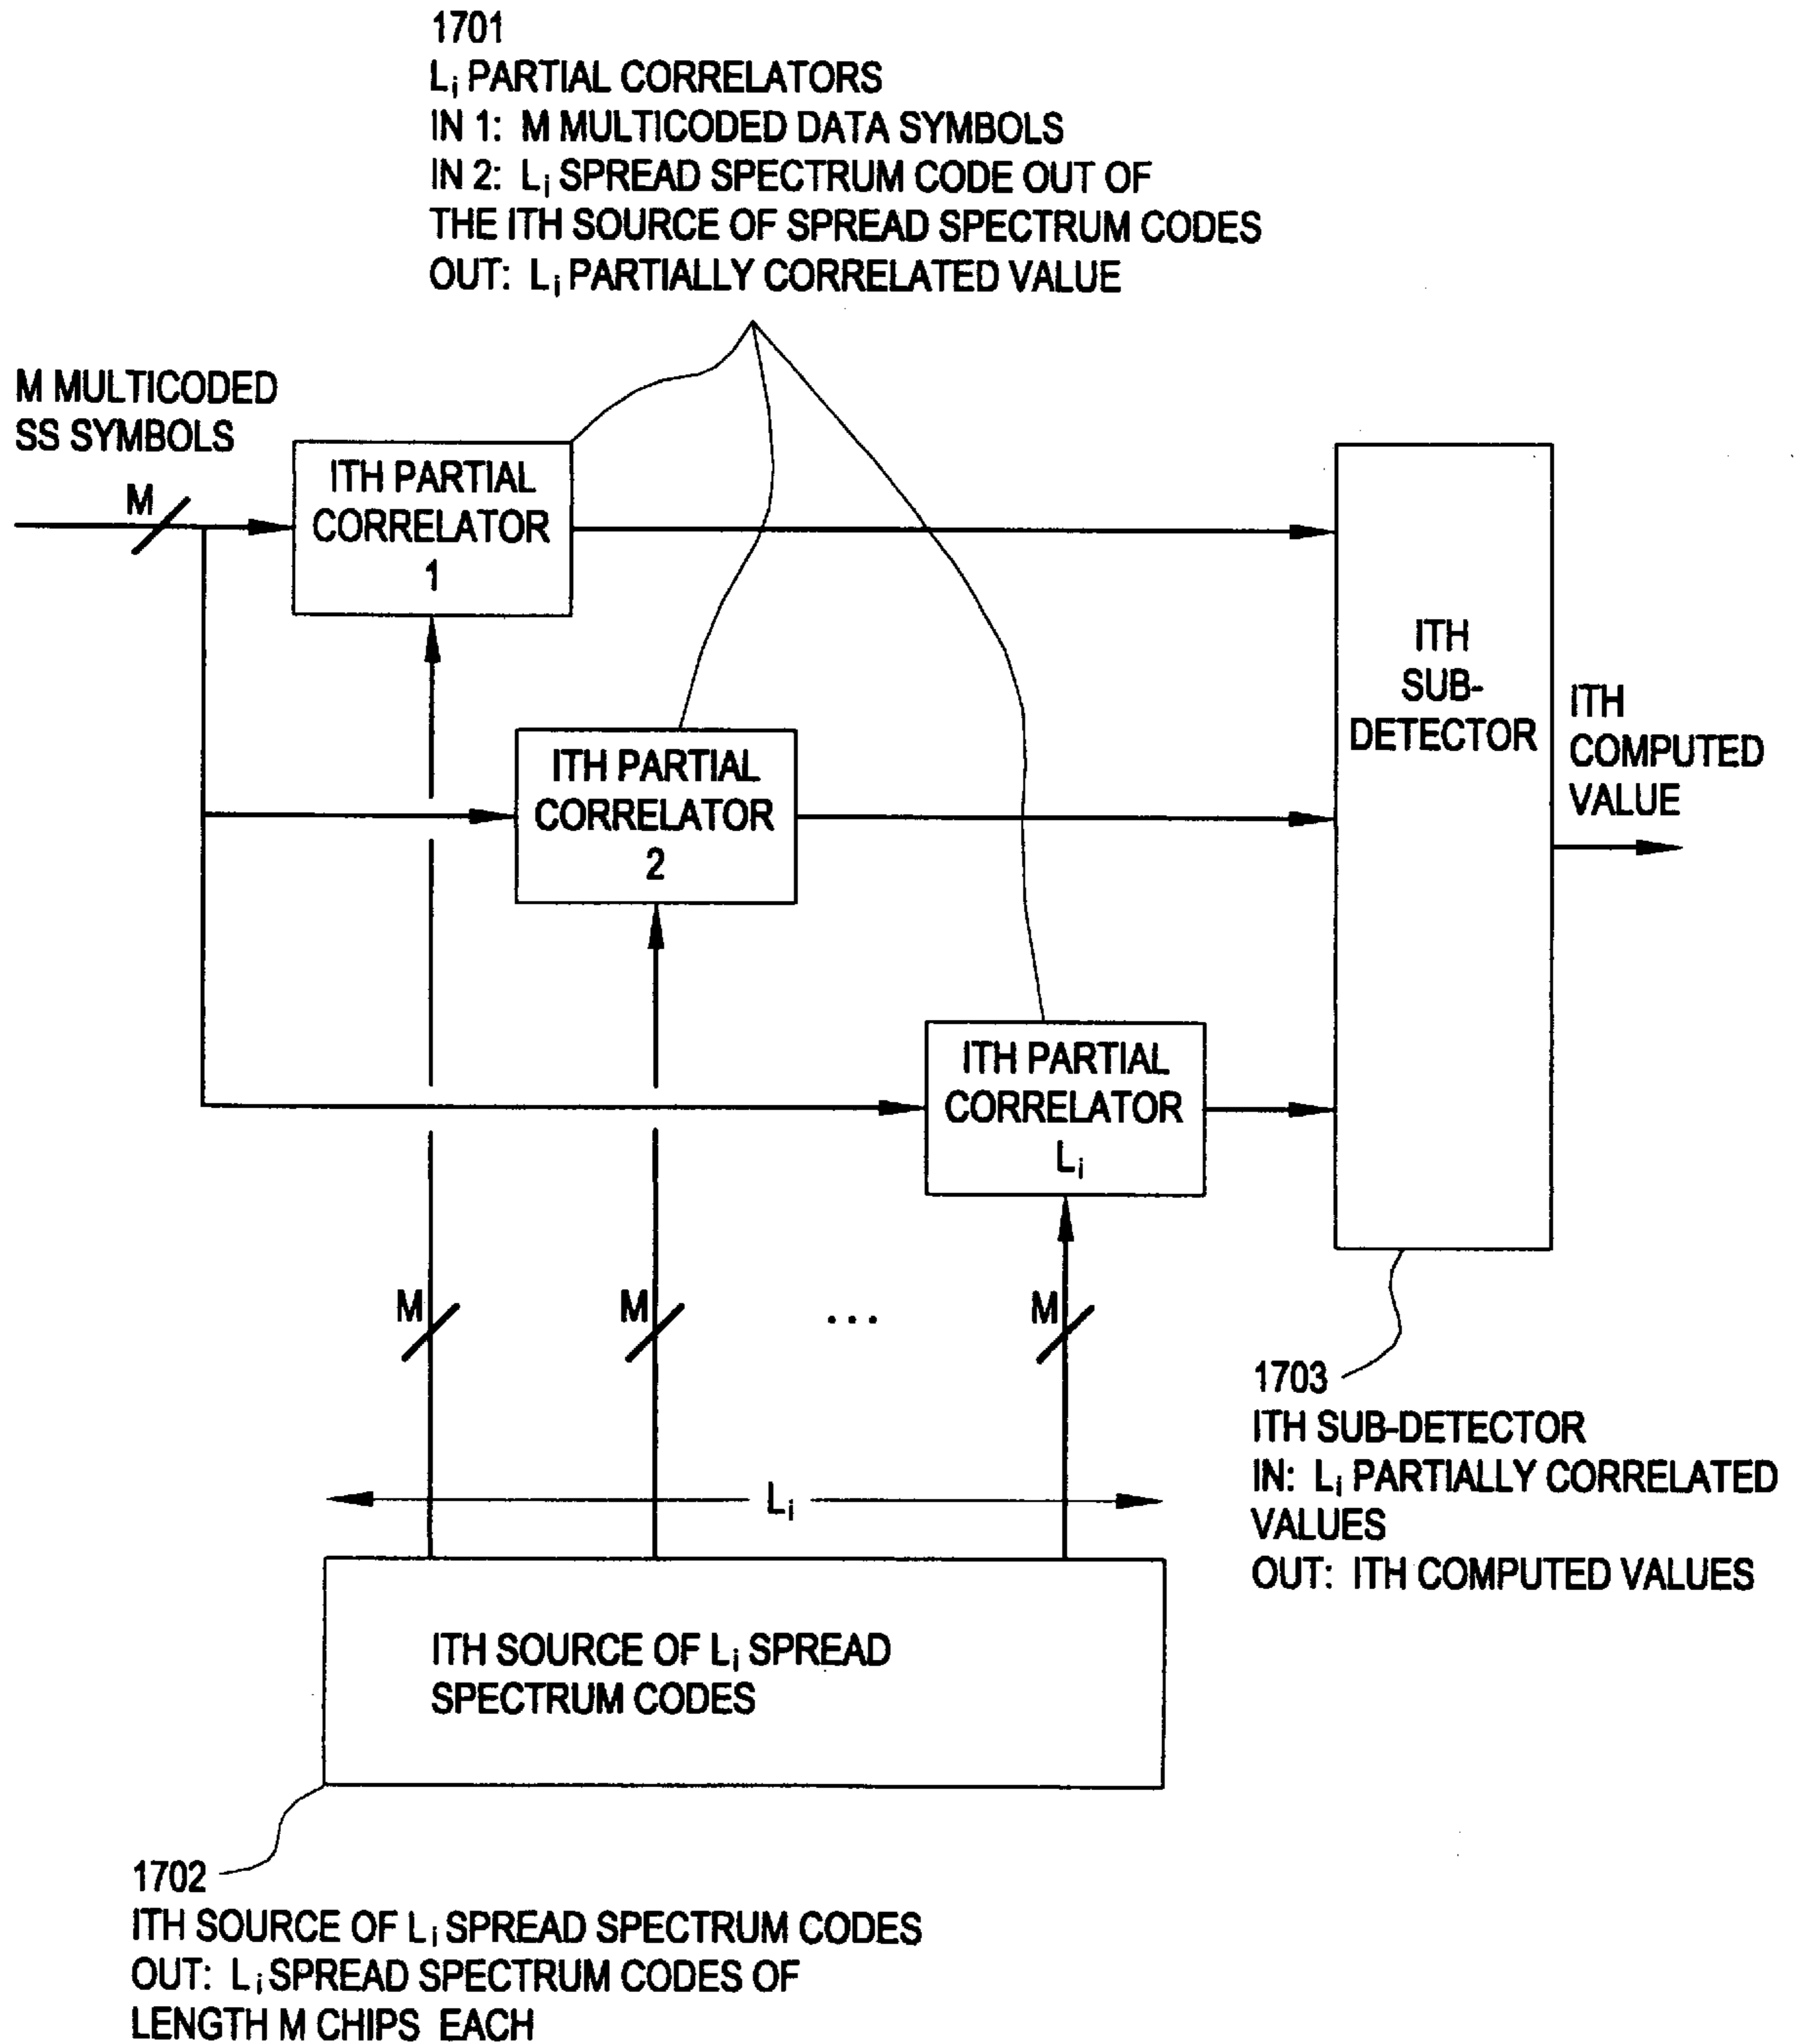 1701
Lᵢ PARTIAL CORRELATORS
IN 1: M MULTICODED DATA SYMBOLS
IN 2: Lᵢ SPREAD SPECTRUM CODE OUT OF
THE ITH SOURCE OF SPREAD SPECTRUM CODES
OUT: Lᵢ PARTIALLY CORRELATED VALUE
M MULTICODED
SS SYMBOLS
M
ITH PARTIAL
CORRELATOR
1
ITH
SUB-
DETECTOR
ITH
COMPUTED
VALUE
ITH PARTIAL
CORRELATOR
2
ITH PARTIAL
CORRELATOR
Lᵢ
M
M
...
M
1703
ITH SUB-DETECTOR
IN: Lᵢ PARTIALLY CORRELATED
VALUES
OUT: ITH COMPUTED VALUES
Lᵢ
ITH SOURCE OF Lᵢ SPREAD
SPECTRUM CODES
1702
ITH SOURCE OF Lᵢ SPREAD SPECTRUM CODES
OUT: Lᵢ SPREAD SPECTRUM CODES OF
LENGTH M CHIPS EACH